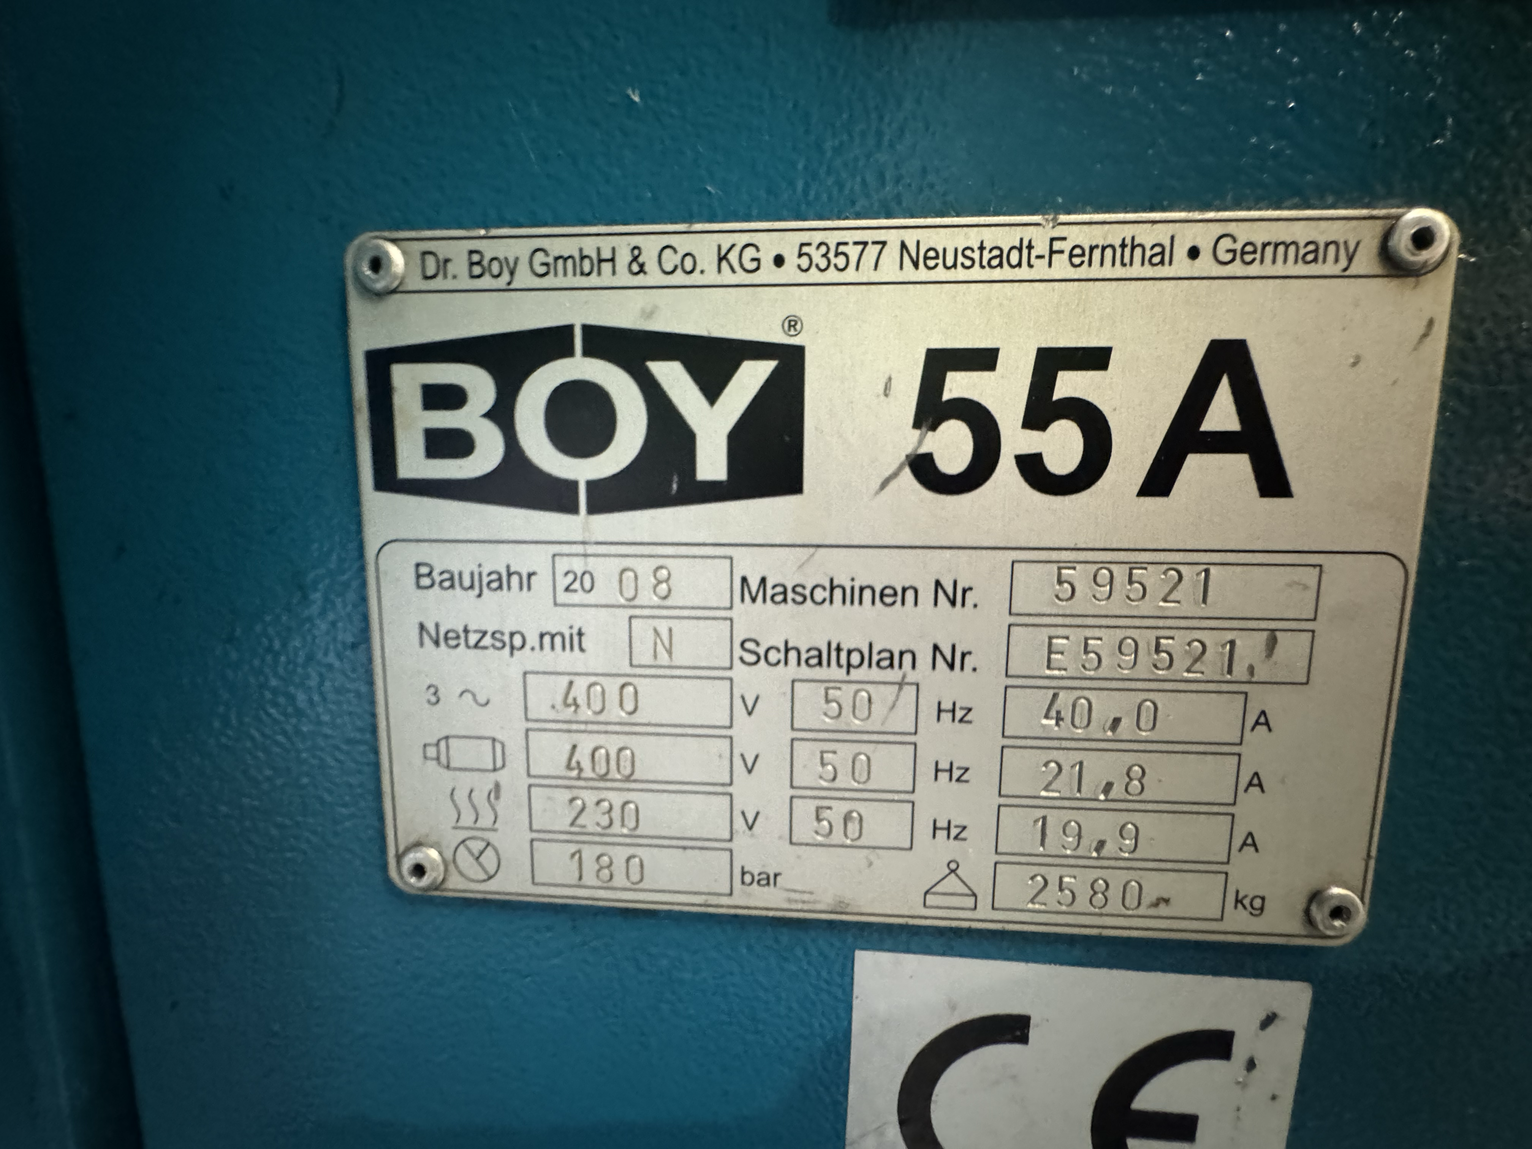 Dr. Boy GmbH & Co. KG • 53577 Neustadt-Fernthal • Germany
BOY ® 55 A
Baujahr 20 08 Maschinen Nr. 59521
Netzsp.mit N Schaltplan Nr. E59521.
3 ~ 400 V 50 Hz 40,0 A
400 V 50 Hz 21,8 A
230 V 50 Hz 19,9 A
180 bar 2580 kg
CE